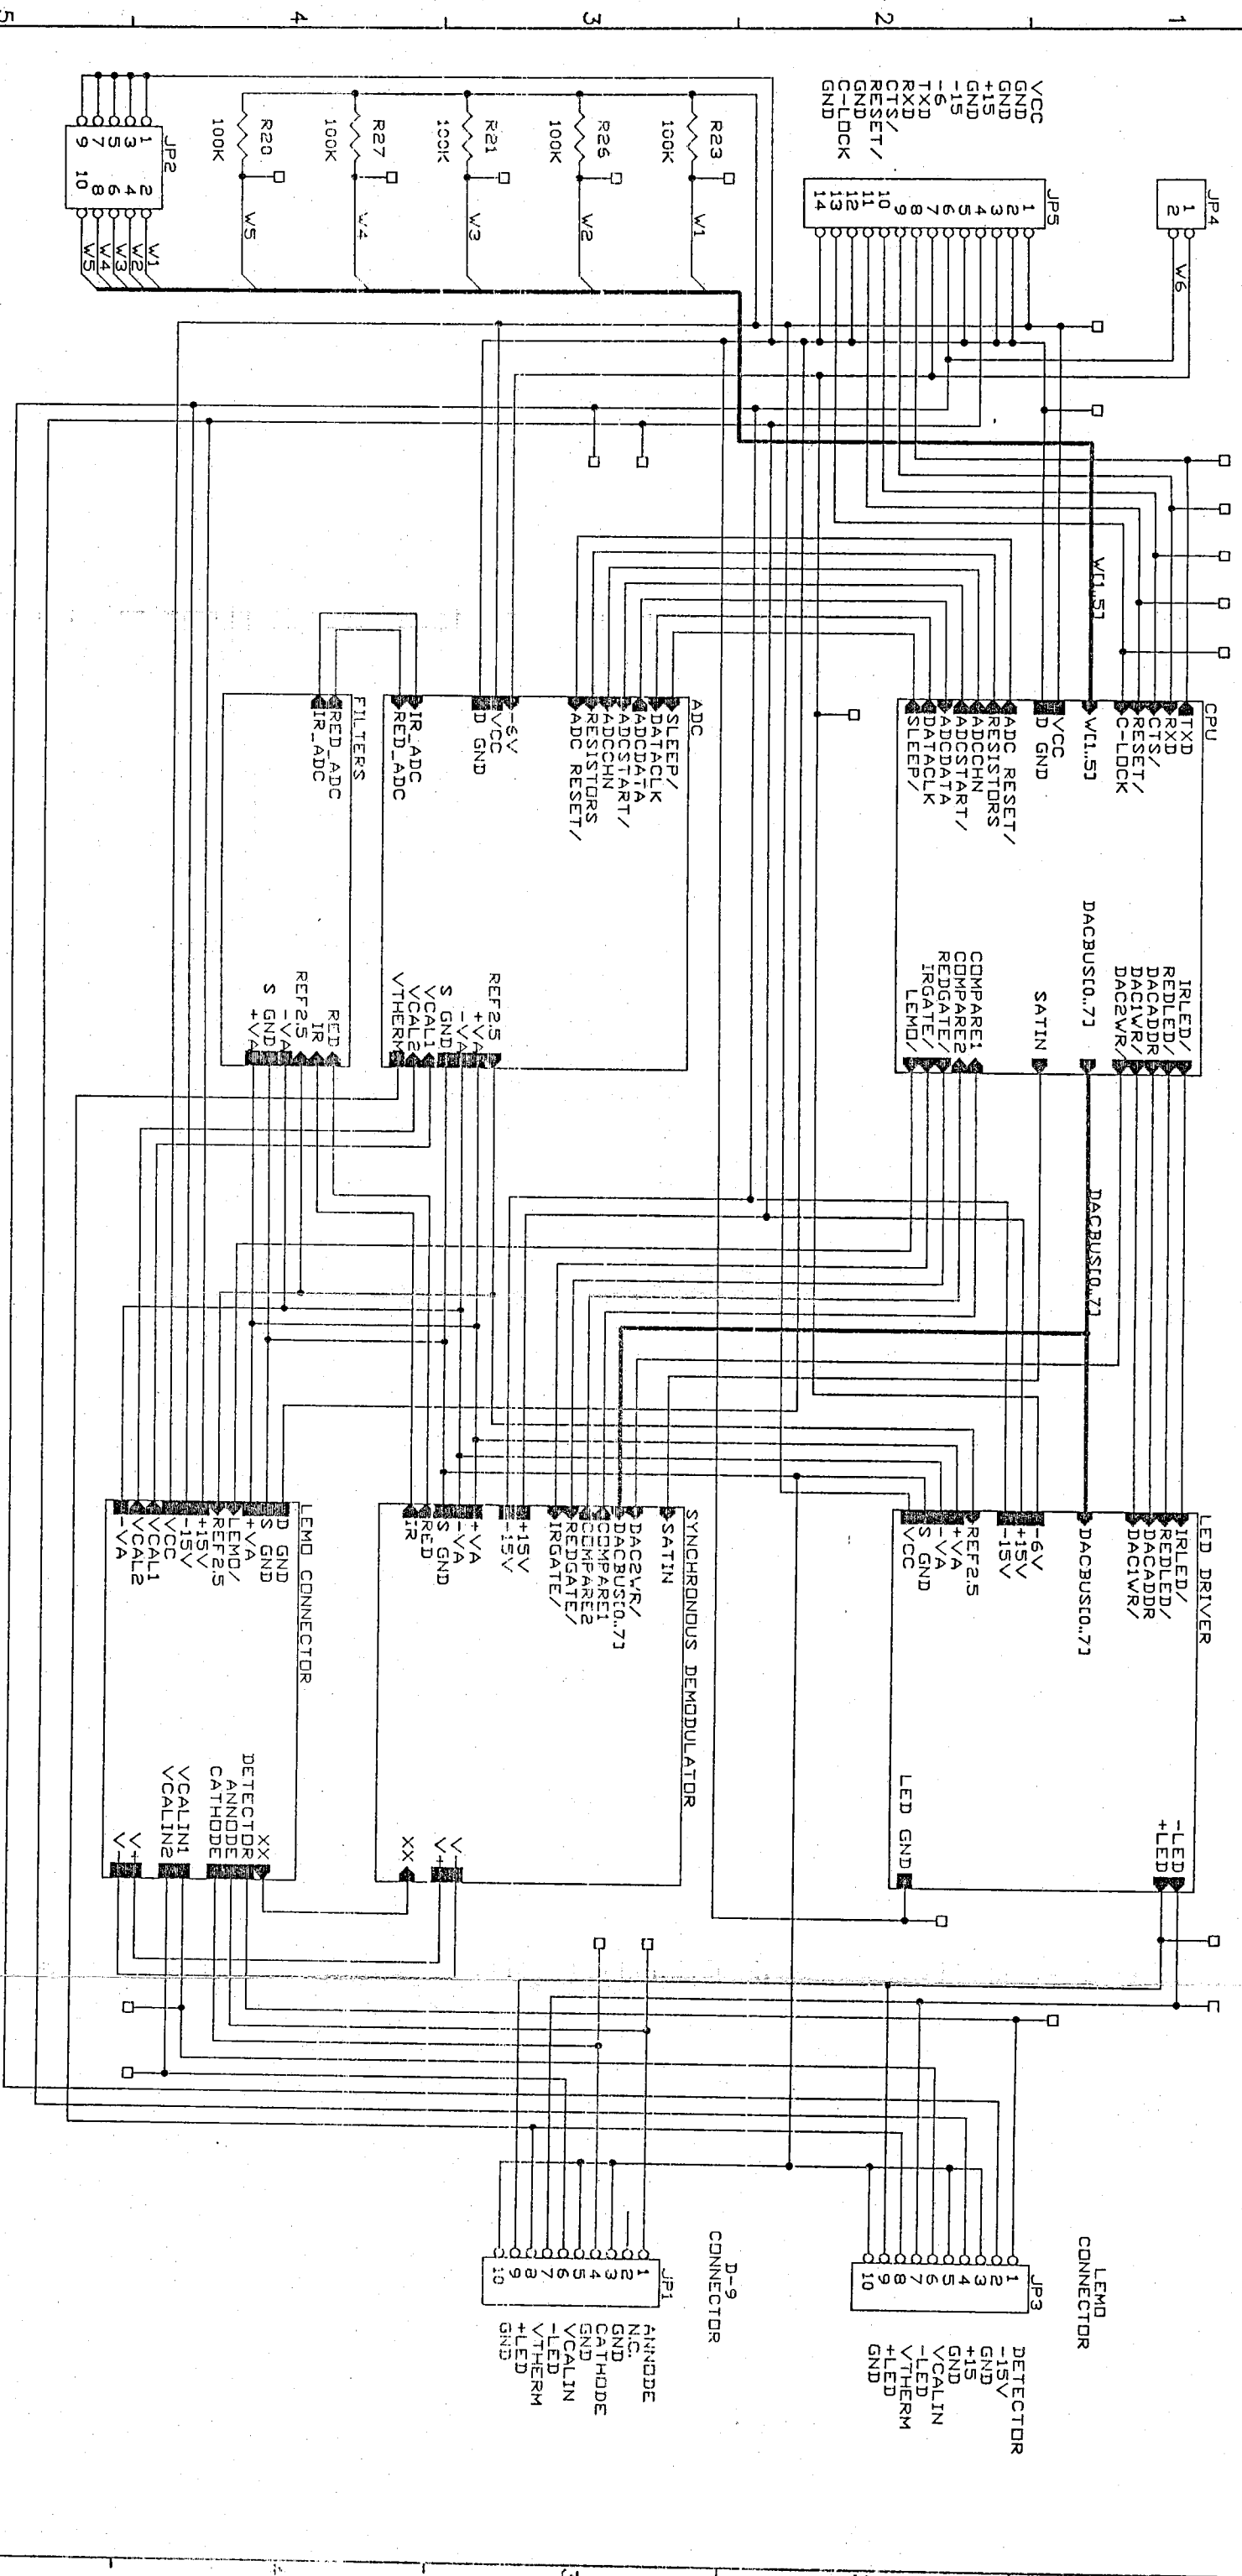 1
2
3
4
5
JP4
1
2
W6
JP5
VCC
GND
GND
+15
GND
-15
-6
TXD
RXD
CTS/
RESET/
GND
C-LOCK
GND
1
2
3
4
5
6
7
8
9
10
11
12
13
14
R23
100K
W1
R26
100K
W2
R21
100K
W3
R27
100K
W4
R20
100K
W5
JP2
1
3
5
7
9
2
4
6
8
10
W1
W2
W3
W4
W5
W[1..5]
CPU
TXD
RXD
CTS/
RESET/
C-LOCK
W[1..5]
VCC
D GND
ADC RESET/
RESISTORS
ADCCHN
ADCSTART/
ADCDATA
DATACLK
SLEEP/
IRLED/
REDLED/
DACADDR
DAC1WR/
DAC2WR/
DACBUS[0..7]
SATIN
COMPARE1
COMPARE2
REDGATE/
IRGATE/
LEMO/
DACBUS[0..7]
ADC
SLEEP/
DATACLK
ADCDATA
ADCSTART/
ADCCHN
RESISTORS
ADC RESET/
-6V
VCC
D GND
IR_ADC
RED_ADC
REF2.5
+VA
-VA
S GND
VCAL1
VCAL2
VTHERM
FILTERS
RED_ADC
IR_ADC
RED
IR
REF2.5
-VA
S GND
+VA
LED DRIVER
IRLED/
REDLED/
DACADDR
DAC1WR/
DACBUS[0..7]
-6V
+15V
-15V
REF2.5
+VA
-VA
S GND
VCC
-LED
+LED
LED GND
SYNCHRONOUS DEMODULATOR
SATIN
DAC2WR/
DACBUS[0..7]
COMPARE1
COMPARE2
REDGATE/
IRGATE/
+15V
-15V
+VA
-VA
S GND
RED
IR
V-
V+
XX
LEMO CONNECTOR
D GND
S GND
+VA
LEMO/
REF2.5
+15V
-15V
VCC
VCAL1
VCAL2
-VA
XX
DETECTOR
ANNODE
CATHODE
VCALIN1
VCALIN2
V+
V-
LEMO
CONNECTOR
JP3
1
2
3
4
5
6
7
8
9
10
DETECTOR
-15V
GND
+15
GND
VCALIN
-LED
VTHERM
+LED
GND
D-9
CONNECTOR
JP1
1
2
3
4
5
6
7
8
9
10
ANNODE
N.C.
GND
CATHODE
GND
VCALIN
-LED
VTHERM
+LED
GND